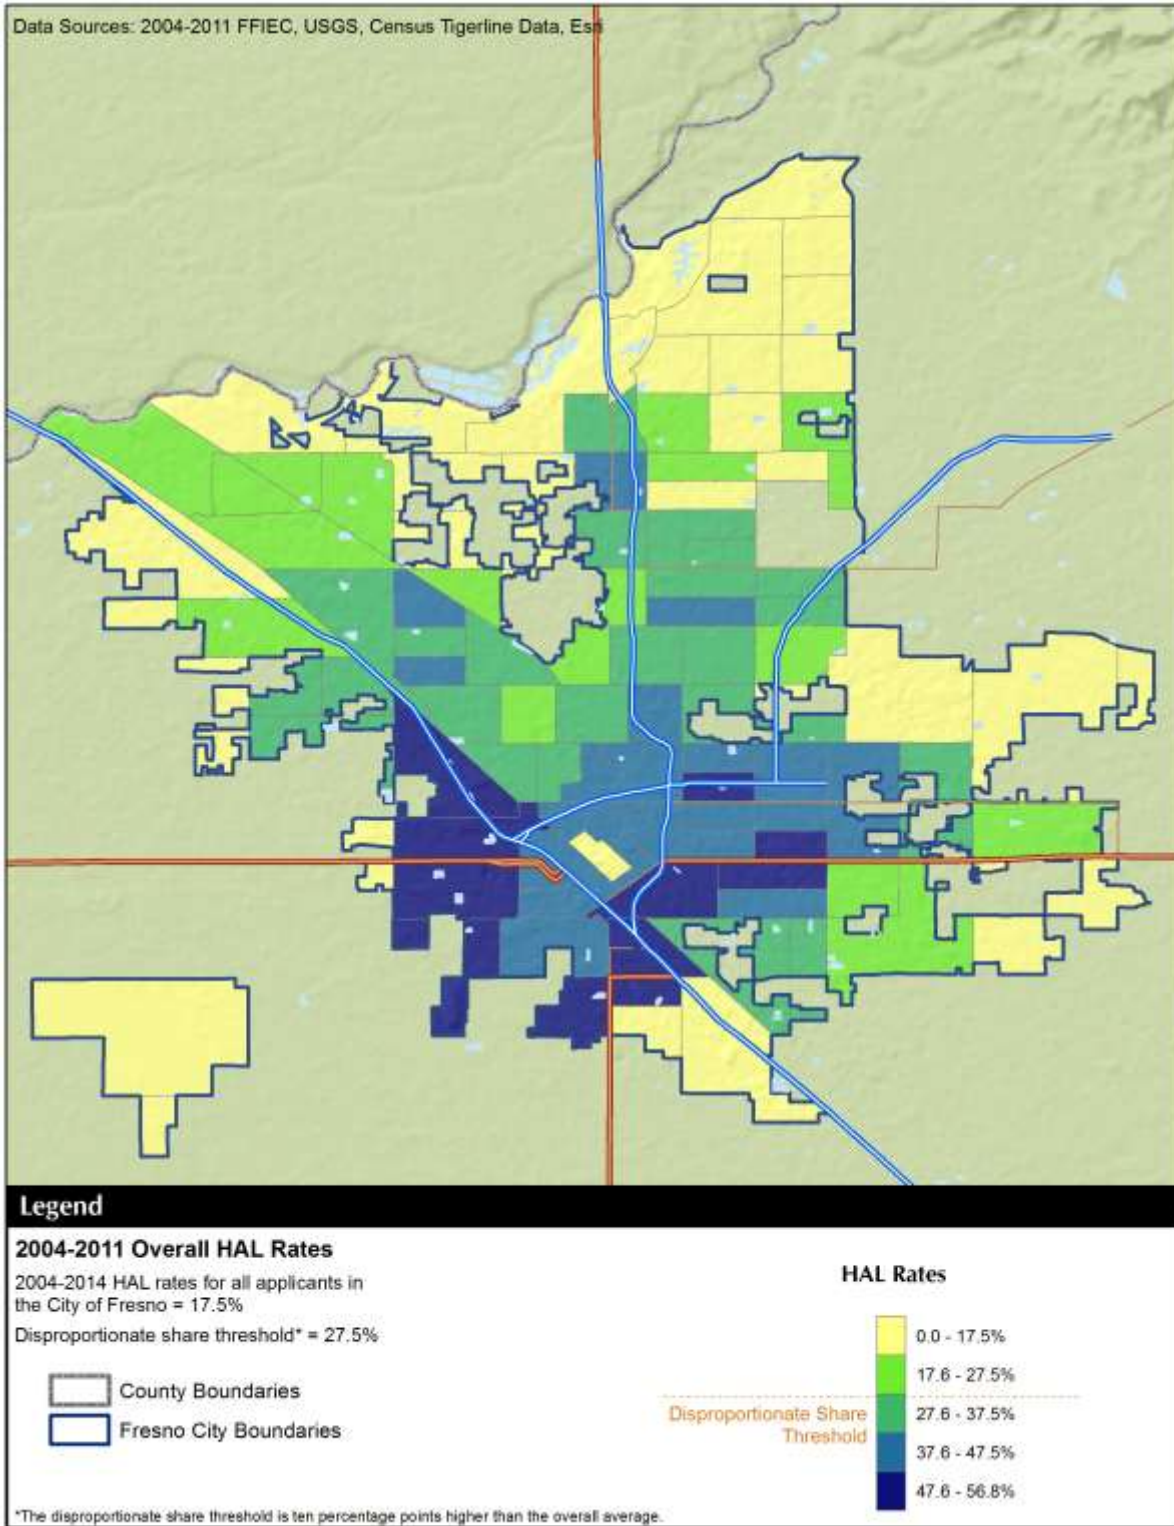 Data Sources: 2004-2011 FFIEC, USGS, Census Tigerline Data, Esri
Legend
2004-2011 Overall HAL Rates
2004-2014 HAL rates for all applicants in
the City of Fresno = 17.5%
Disproportionate share threshold* = 27.5%
County Boundaries
Fresno City Boundaries
HAL Rates
0.0 - 17.5%
17.6 - 27.5%
Disproportionate Share
Threshold
27.6 - 37.5%
37.6 - 47.5%
47.6 - 56.8%
*The disproportionate share threshold is ten percentage points higher than the overall average.